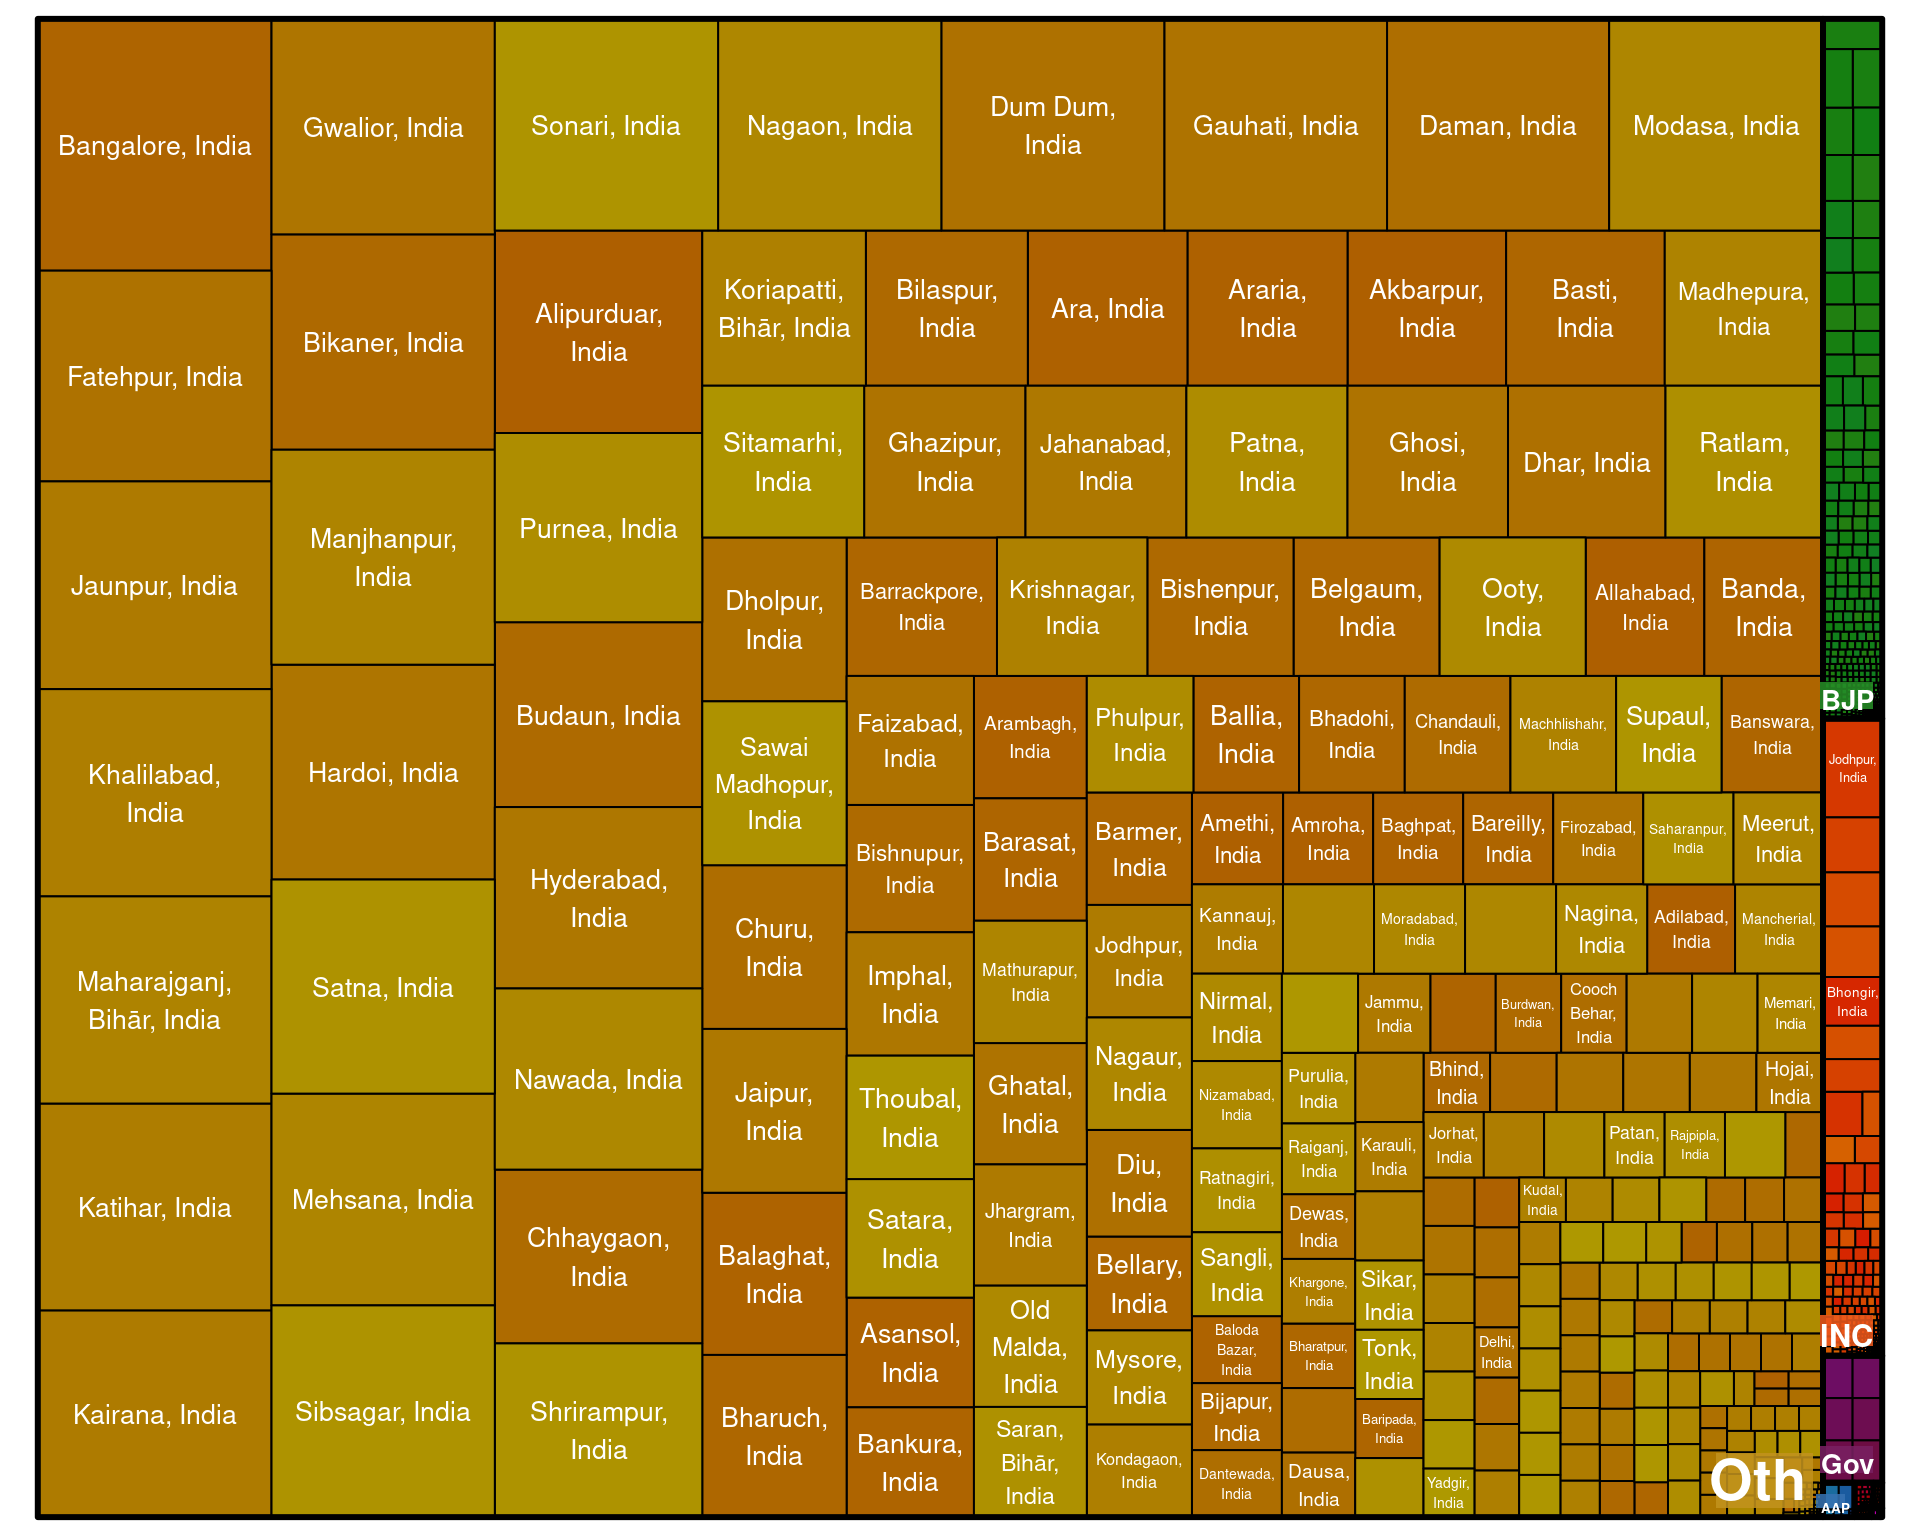 Bangalore, India
Gwalior, India
Sonari, India
Nagaon, India
Dum Dum,
India
Gauhati, India
Daman, India
Modasa, India
Fatehpur, India
Bikaner, India
Alipurduar,
India
Koriapatti,
Bihār, India
Bilaspur,
India
Ara, India
Araria,
India
Akbarpur,
India
Basti,
India
Madhepura,
India
Sitamarhi,
India
Ghazipur,
India
Jahanabad,
India
Patna,
India
Ghosi,
India
Dhar, India
Ratlam,
India
Jaunpur, India
Manjhanpur,
India
Purnea, India
Dholpur,
India
Barrackpore,
India
Krishnagar,
India
Bishenpur,
India
Belgaum,
India
Ooty,
India
Allahabad,
India
Banda,
India
Khalilabad,
India
Hardoi, India
Budaun, India
Sawai
Madhopur,
India
Faizabad,
India
Arambagh,
India
Phulpur,
India
Ballia,
India
Bhadohi,
India
Chandauli,
India
Machhlishahr,
India
Supaul,
India
Banswara,
India
BJP
Jodhpur,
India
Hyderabad,
India
Bishnupur,
India
Barasat,
India
Barmer,
India
Amethi,
India
Amroha,
India
Baghpat,
India
Bareilly,
India
Firozabad,
India
Saharanpur,
India
Meerut,
India
Maharajganj,
Bihār, India
Satna, India
Churu,
India
Imphal,
India
Mathurapur,
India
Jodhpur,
India
Kannauj,
India
Moradabad,
India
Nagina,
India
Adilabad,
India
Mancherial,
India
Nirmal,
India
Jammu,
India
Burdwan,
India
Cooch
Behar,
India
Memari,
India
Bhongir,
India
Nawada, India
Jaipur,
India
Thoubal,
India
Ghatal,
India
Nagaur,
India
Nizamabad,
India
Purulia,
India
Bhind,
India
Hojai,
India
Katihar, India
Mehsana, India
Chhaygaon,
India
Balaghat,
India
Satara,
India
Jhargram,
India
Diu,
India
Ratnagiri,
India
Raiganj,
India
Karauli,
India
Jorhat,
India
Patan,
India
Rajpipla,
India
Kudal,
India
Dewas,
India
Bellary,
India
Sangli,
India
Khargone,
India
Sikar,
India
Asansol,
India
Old
Malda,
India
Mysore,
India
Baloda
Bazar,
India
Bharatpur,
India
Tonk,
India
Delhi,
India
INC
Kairana, India
Sibsagar, India
Shrirampur,
India
Bharuch,
India
Bankura,
India
Saran,
Bihār,
India
Kondagaon,
India
Bijapur,
India
Baripada,
India
Dantewada,
India
Dausa,
India
Yadgir,
India
Oth
Gov
AAP